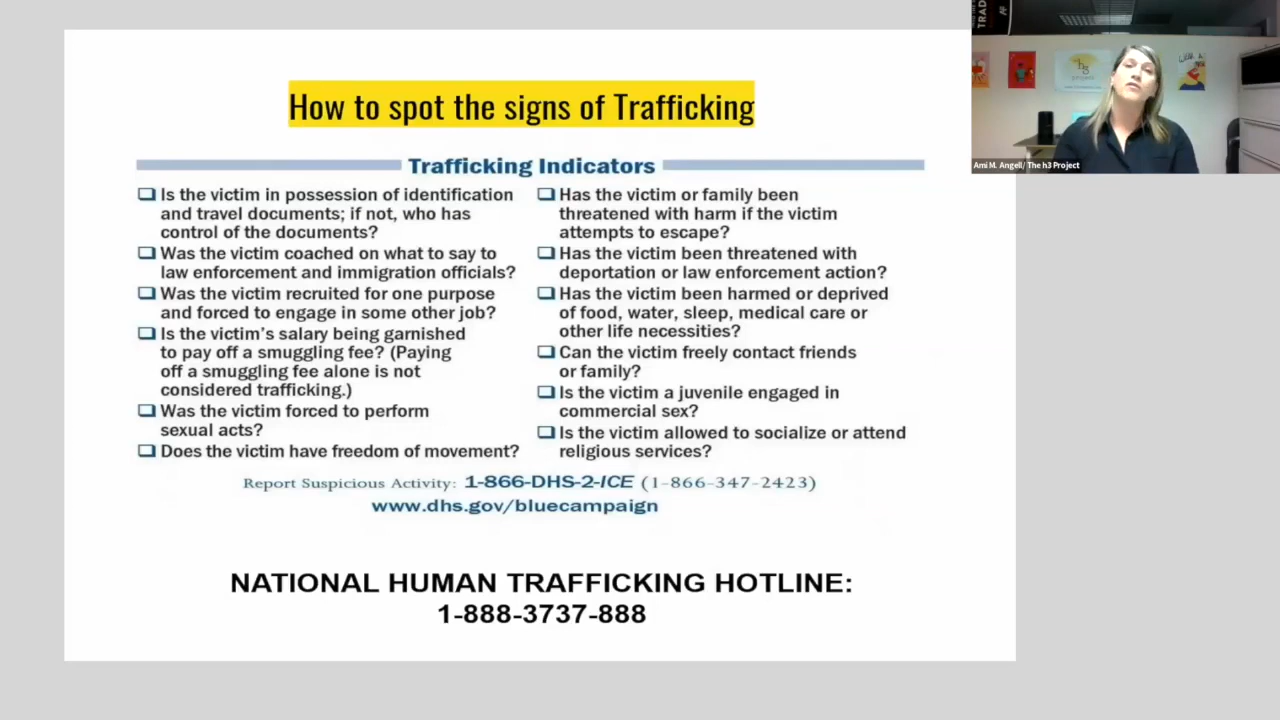 How to spot the signs of Trafficking
Trafficking Indicators
Is the victim in possession of identification
and travel documents; if not, who has
control of the documents?
Was the victim coached on what to say to
law enforcement and immigration officials?
Was the victim recruited for one purpose
and forced to engage in some other job?
Is the victim's salary being garnished
to pay off a smuggling fee? (Paying
off a smuggling fee alone is not
considered trafficking.)
Was the victim forced to perform
sexual acts?
Does the victim have freedom of movement?
Has the victim or family been
threatened with harm if the victim
attempts to escape?
Has the victim been threatened with
deportation or law enforcement action?
Has the victim been harmed or deprived
of food, water, sleep, medical care or
other life necessities?
Can the victim freely contact friends
or family?
Is the victim a juvenile engaged in
commercial sex?
Is the victim allowed to socialize or attend
religious services?
Report Suspicious Activity: 1-866-DHS-2-ICE (1-866-347-2423)
www.dhs.gov/bluecampaign
NATIONAL HUMAN TRAFFICKING HOTLINE:
1-888-3737-888
TRAD
h3
Ami M. Angell/ The h3 Project